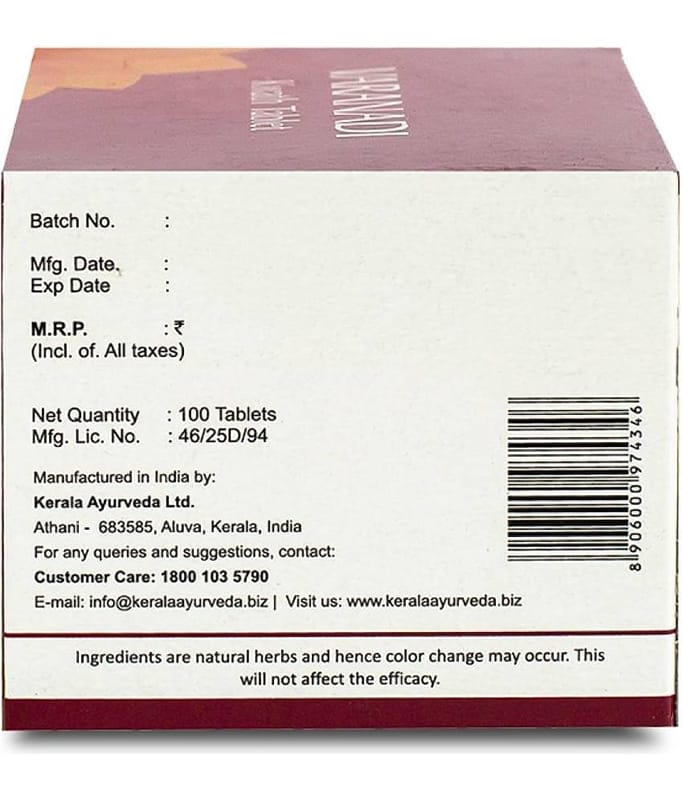 VARANADI
Kwath Tablet
Batch No. :
Mfg. Date. :
Exp Date :
M.R.P. : ₹
(Incl. of. All taxes)
Net Quantity : 100 Tablets
Mfg. Lic. No. : 46/25D/94
Manufactured in India by:
Kerala Ayurveda Ltd.
Athani - 683585, Aluva, Kerala, India
For any queries and suggestions, contact:
Customer Care: 1800 103 5790
E-mail: info@keralaayurveda.biz | Visit us: www.keralaayurveda.biz
8906000974346
Ingredients are natural herbs and hence color change may occur. This
will not affect the efficacy.